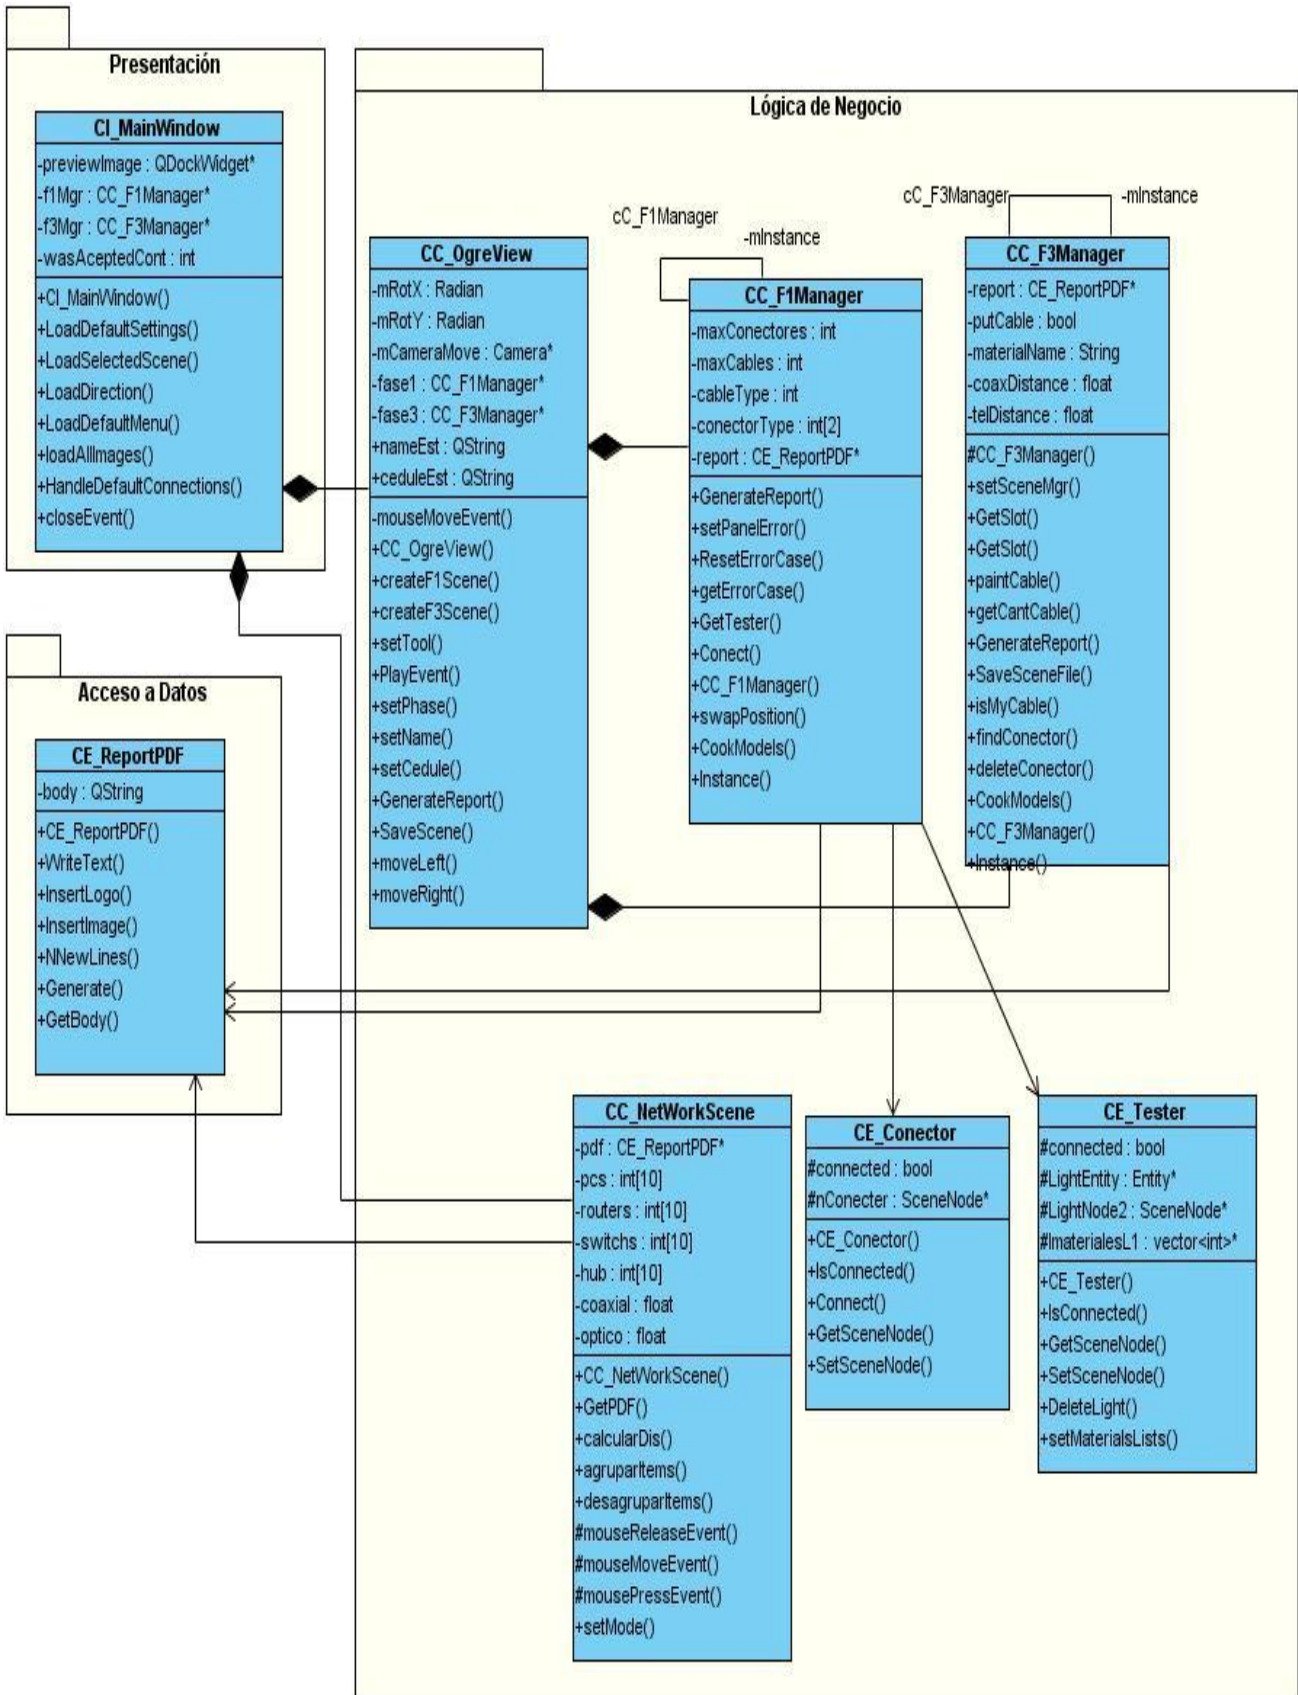 Presentación
CI_MainWindow
-previewImage : QDockWidget*
-f1Mgr : CC_F1Manager*
-f3Mgr : CC_F3Manager*
-wasAceptedCont : int
+CI_MainWindow()
+LoadDefaultSettings()
+LoadSelectedScene()
+LoadDirection()
+LoadDefaultMenu()
+loadAllImages()
+HandleDefaultConnections()
+closeEvent()
Acceso a Datos
CE_ReportPDF
-body : QString
+CE_ReportPDF()
+WriteText()
+InsertLogo()
+InsertImage()
+NNewLines()
+Generate()
+GetBody()
Lógica de Negocio
CC_OgreView
-mRotX : Radian
-mRotY : Radian
-mCameraMove : Camera*
-fase1 : CC_F1Manager*
-fase3 : CC_F3Manager*
+nameEst : QString
+ceduleEst : QString
-mouseMoveEvent()
+CC_OgreView()
+createF1Scene()
+createF3Scene()
+setTool()
+PlayEvent()
+setPhase()
+setName()
+setCedule()
+GenerateReport()
+SaveScene()
+moveLeft()
+moveRight()
cC_F1Manager
-mInstance
CC_F1Manager
-maxConectores : int
-maxCables : int
-cableType : int
-conectorType : int[2]
-report : CE_ReportPDF*
+GenerateReport()
+setPanelError()
+ResetErrorCase()
+getErrorCase()
+GetTester()
+Conect()
+CC_F1Manager()
+swapPosition()
+CookModels()
+Instance()
cC_F3Manager
-mInstance
CC_F3Manager
-report : CE_ReportPDF*
-putCable : bool
-materialName : String
-coaxDistance : float
-telDistance : float
#CC_F3Manager()
+setSceneMgr()
+GetSlot()
+GetSlot()
+paintCable()
+getCantCable()
+GenerateReport()
+SaveSceneFile()
+isMyCable()
+findConector()
+deleteConector()
+CookModels()
+CC_F3Manager()
+Instance()
CC_NetWorkScene
-pdf : CE_ReportPDF*
-pcs : int[10]
-routers : int[10]
-switchs : int[10]
-hub : int[10]
-coaxial : float
-optico : float
+CC_NetWorkScene()
+GetPDF()
+calcularDis()
+agruparItems()
+desagruparItems()
#mouseReleaseEvent()
#mouseMoveEvent()
#mousePressEvent()
+setMode()
CE_Conector
#connected : bool
#nConecter : SceneNode*
+CE_Conector()
+IsConnected()
+Connect()
+GetSceneNode()
+SetSceneNode()
CE_Tester
#connected : bool
#LightEntity : Entity*
#LightNode2 : SceneNode*
#lmaterialesL1 : vector<int>*
+CE_Tester()
+IsConnected()
+GetSceneNode()
+SetSceneNode()
+DeleteLight()
+setMaterialsLists()